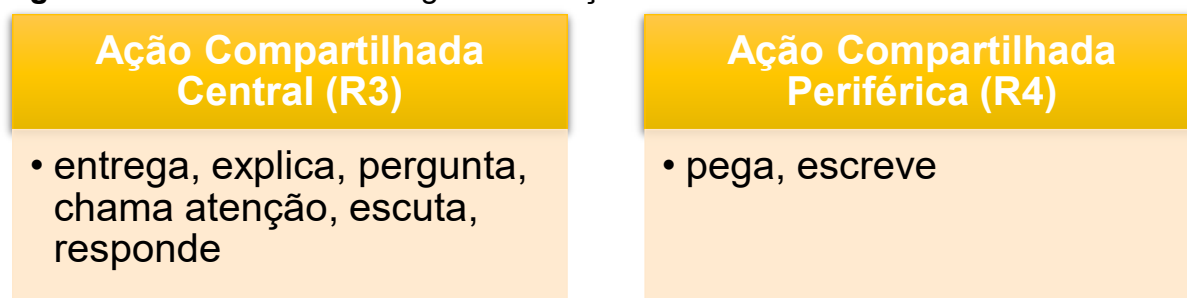 Ação Compartilhada
Central (R3)
• entrega, explica, pergunta,
chama atenção, escuta,
responde
Ação Compartilhada
Periférica (R4)
• pega, escreve